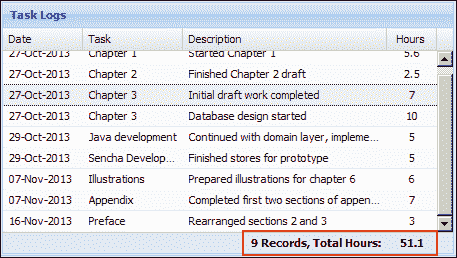 Task Logs
Date Task Description Hours
27-Oct-2013 Chapter 1 Started Chapter 1 5.6
27-Oct-2013 Chapter 2 Finished Chapter 2 draft 2.5
27-Oct-2013 Chapter 3 Initial draft work completed 7
27-Oct-2013 Chapter 3 Database design started 10
29-Oct-2013 Java development Continued with domain layer, impleme... 5
29-Oct-2013 Sencha Develop... Finished stores for prototype 5
07-Nov-2013 Illustrations Prepared illustrations for chapter 6 6
07-Nov-2013 Appendix Completed first two sections of appen... 7
16-Nov-2013 Preface Rearranged sections 2 and 3 3
9 Records, Total Hours: 51.1